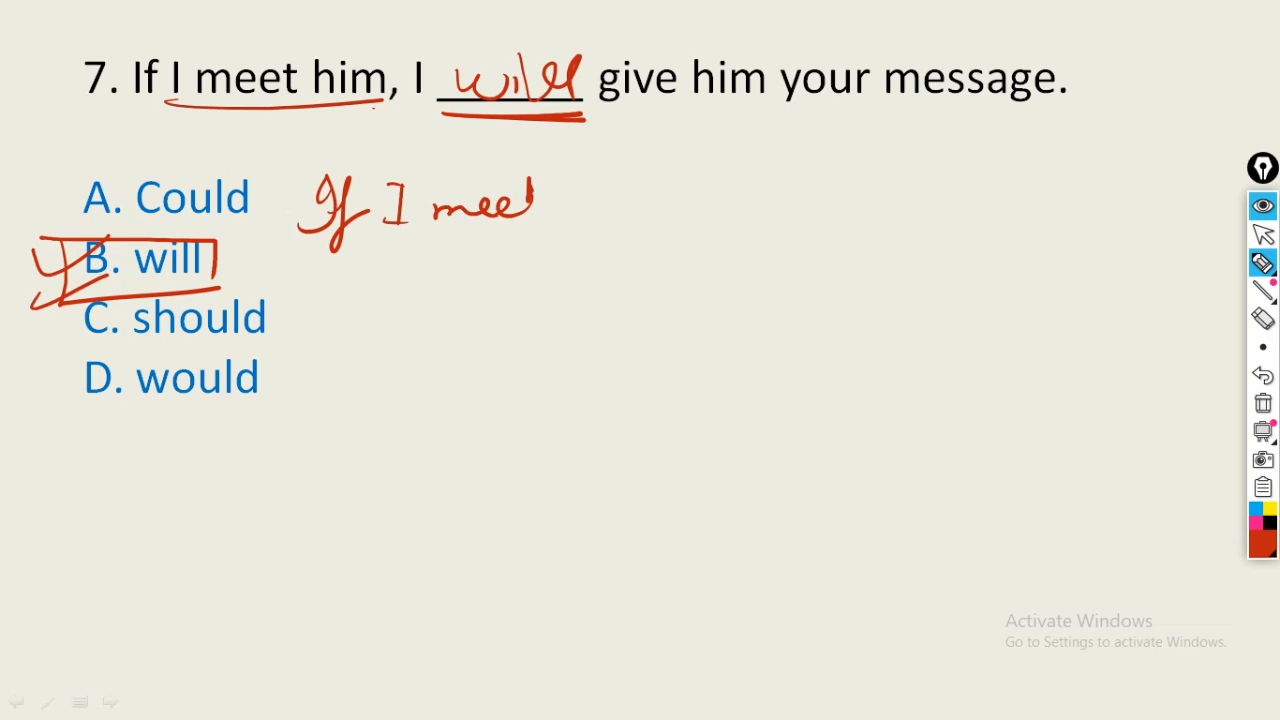 7. If I meet him, I will give him your message.
A. Could
If I meet
B. will
C. should
D. would
Activate Windows
Go to Settings to activate Windows.